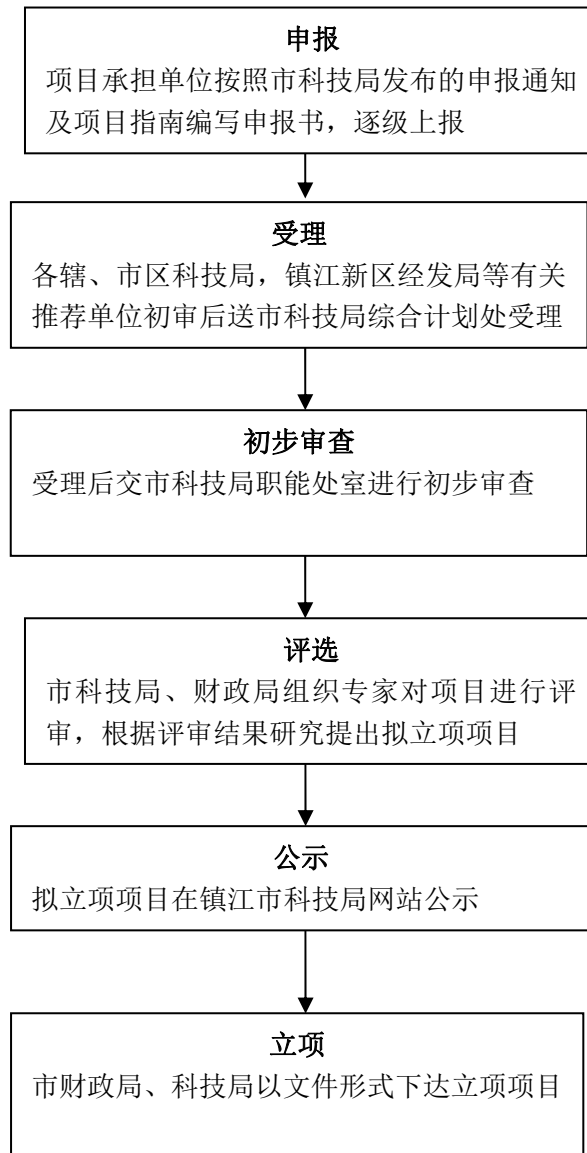 申报
项目承担单位按照市科技局发布的申报通知
及项目指南编写申报书，逐级上报
受理
各辖、市区科技局，镇江新区经发局等有关
推荐单位初审后送市科技局综合计划处受理
初步审查
受理后交市科技局职能处室进行初步审查
评选
市科技局、财政局组织专家对项目进行评
审，根据评审结果研究提出拟立项项目
公示
拟立项项目在镇江市科技局网站公示
立项
市财政局、科技局以文件形式下达立项项目